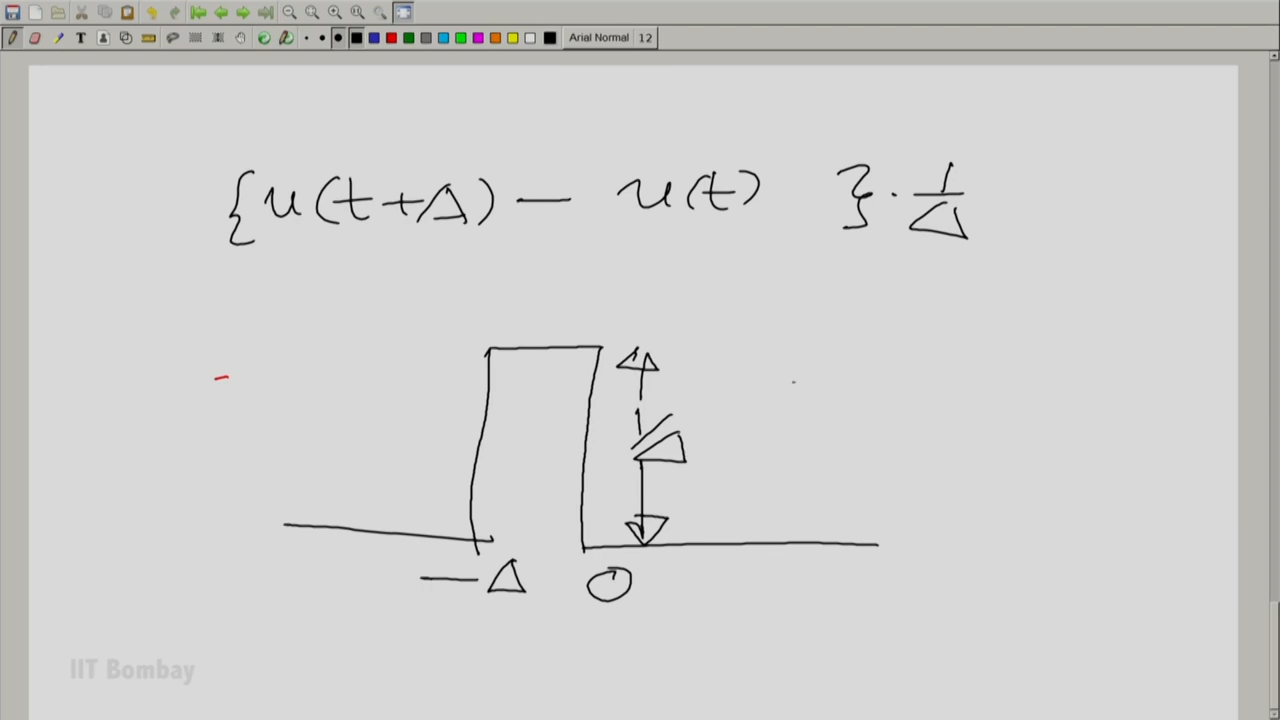 Arial Normal 12
{u(t+Δ) — u(t) } · 1/Δ
1/Δ
—Δ 0
IIT Bombay